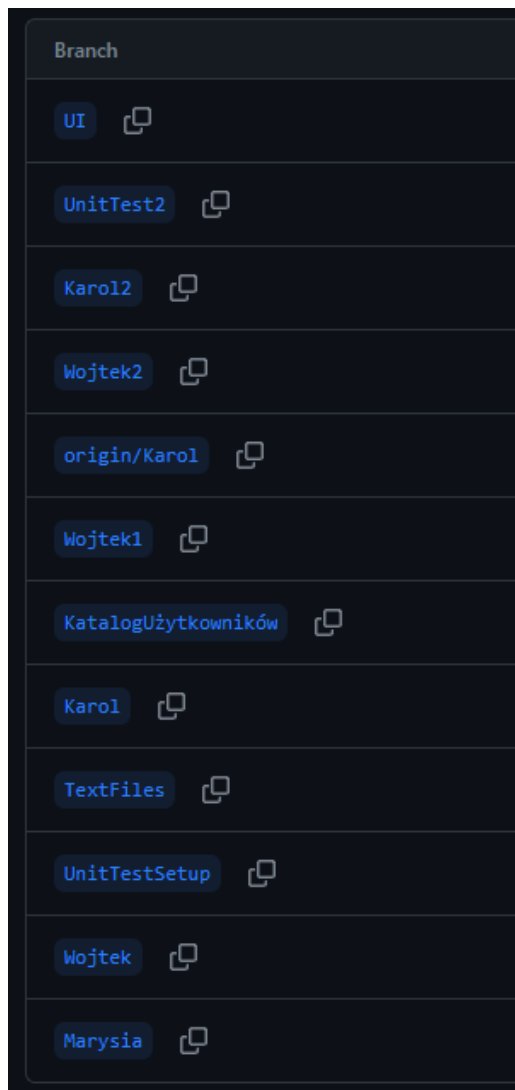 Branch
UI
UnitTest2
Karol2
Wojtek2
origin/Karol
Wojtek1
KatalogUżytkowników
Karol
TextFiles
UnitTestSetup
Wojtek
Marysia